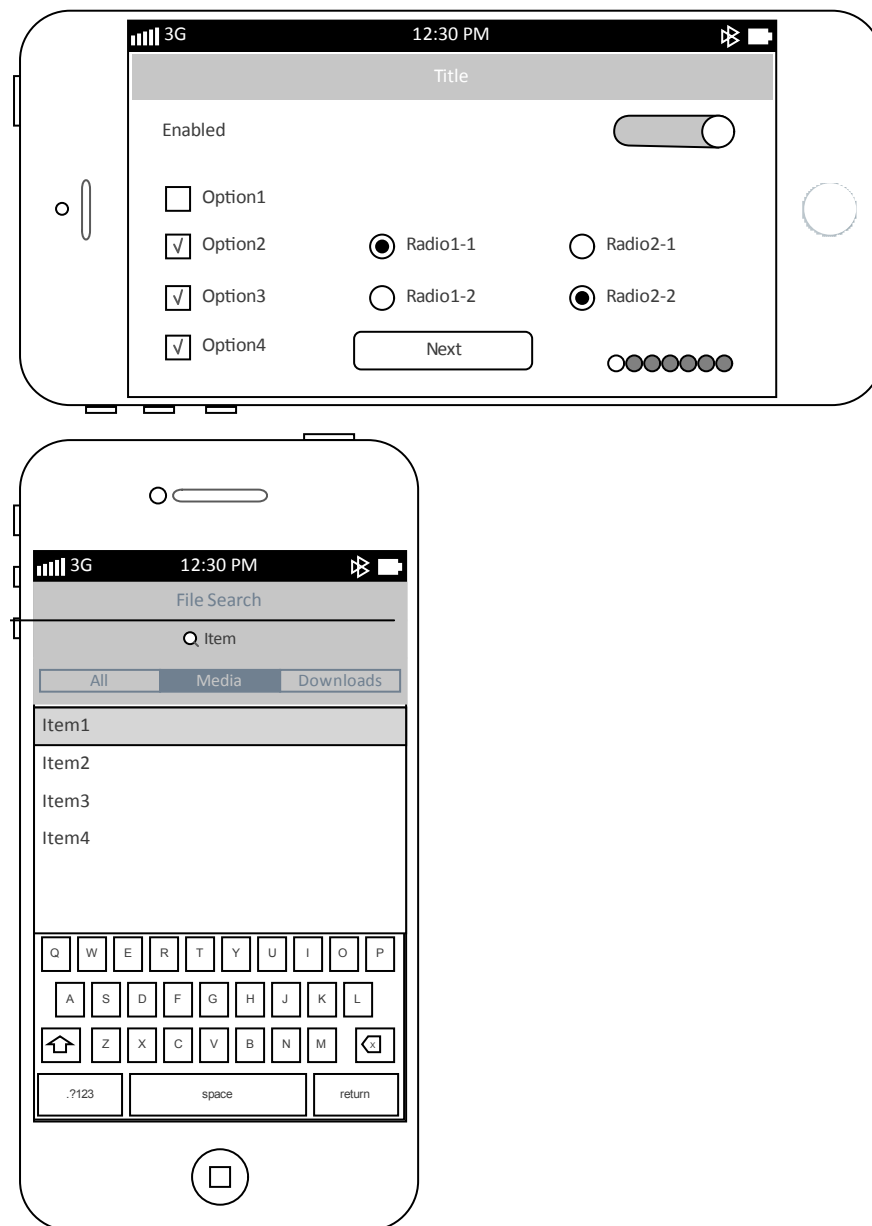 3G 12:30 PM
Title
Enabled
Option1
Option2 Radio1-1 Radio2-1
Option3 Radio1-2 Radio2-2
Option4 Next
3G 12:30 PM
File Search
Item
All Media Downloads
Item1
Item2
Item3
Item4
Q W E R T Y U I O P
A S D F G H J K L
Z X C V B N M x
.?123 space return